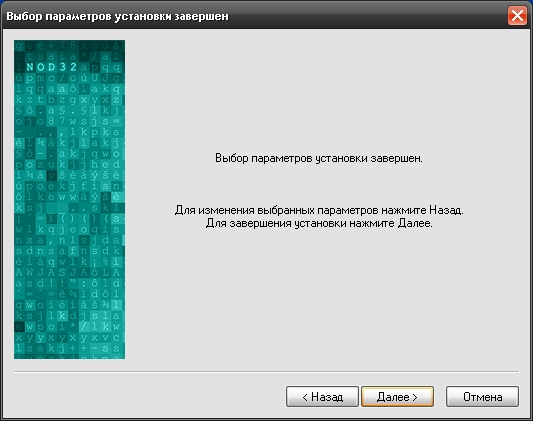 Выбор параметров установки завершен
NOD32
Выбор параметров установки завершен.
Для изменения выбранных параметров нажмите Назад.
Для завершения установки нажмите Далее.
< Назад
Далее >
Отмена